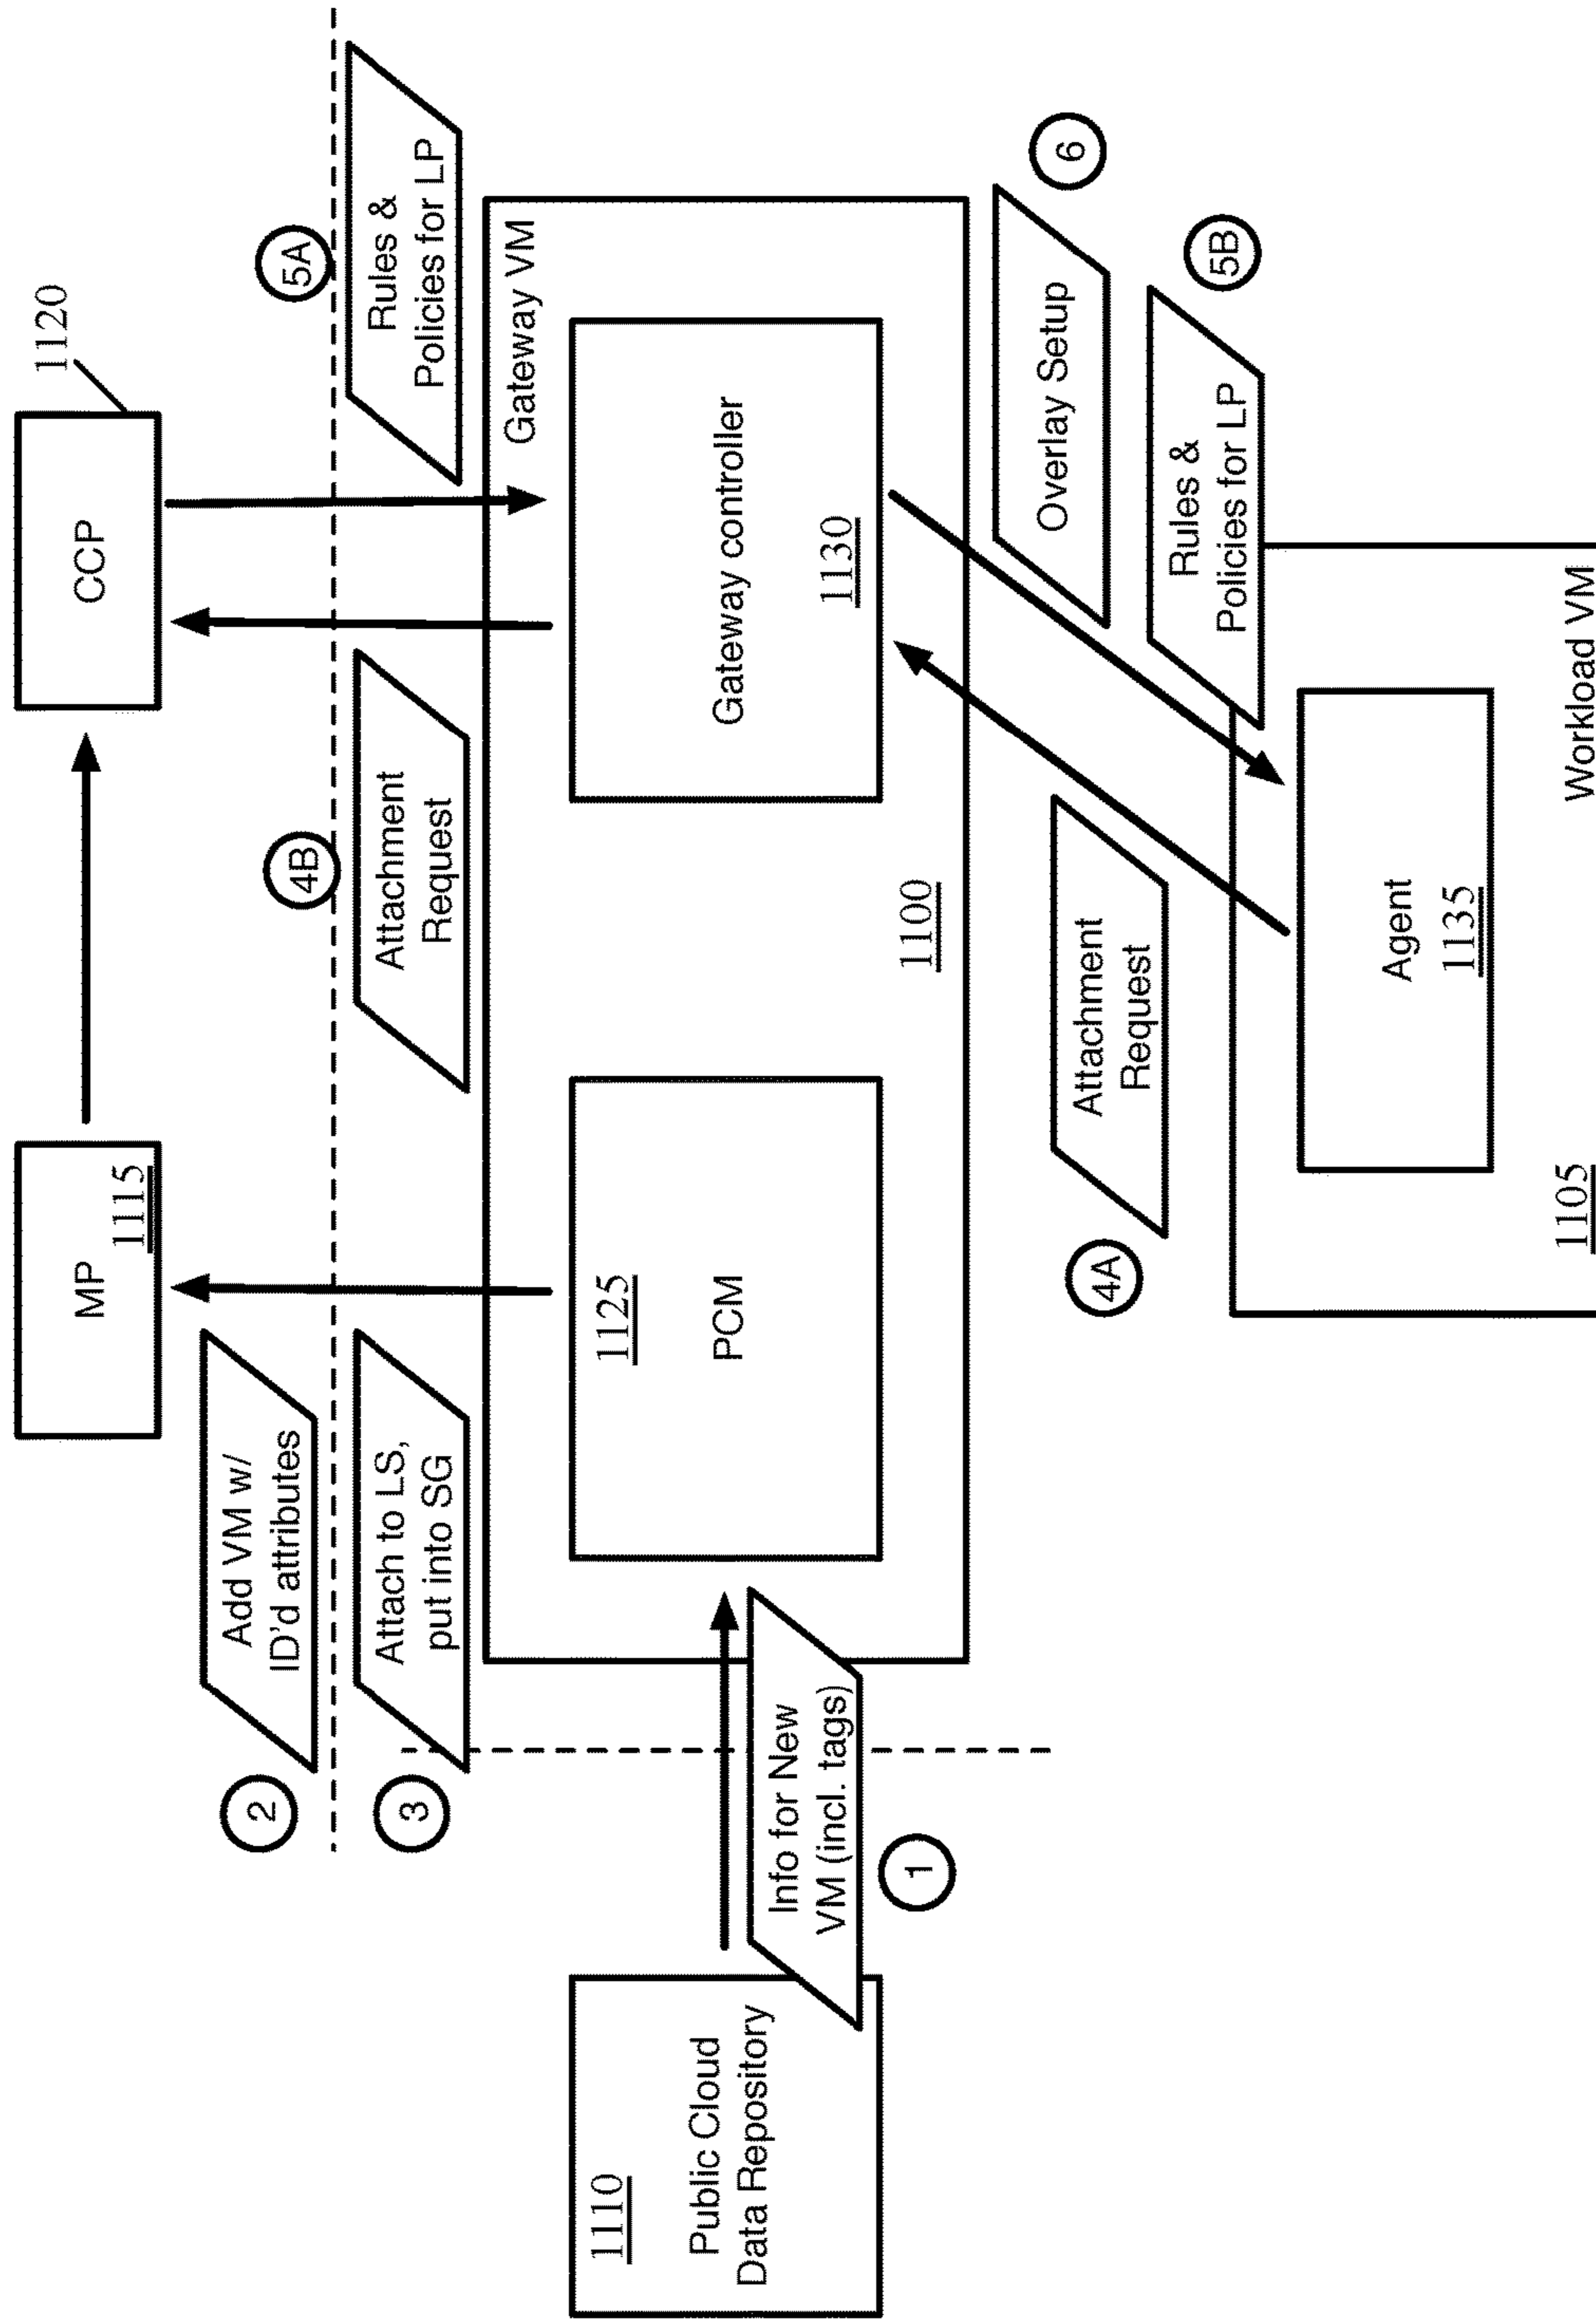 MP
1115
CCP
1120
2
Add VM w/
ID'd attributes
3
Attach to LS,
put into SG
4B
Attachment
Request
5A
Rules &
Policies for LP
1110
Public Cloud
Data Repository
1
Info for New
VM (incl. tags)
1125
PCM
Gateway VM
Gateway controller
1130
1100
4A
Attachment
Request
Overlay Setup
6
Rules &
Policies for LP
5B
Agent
1135
1105
Workload VM